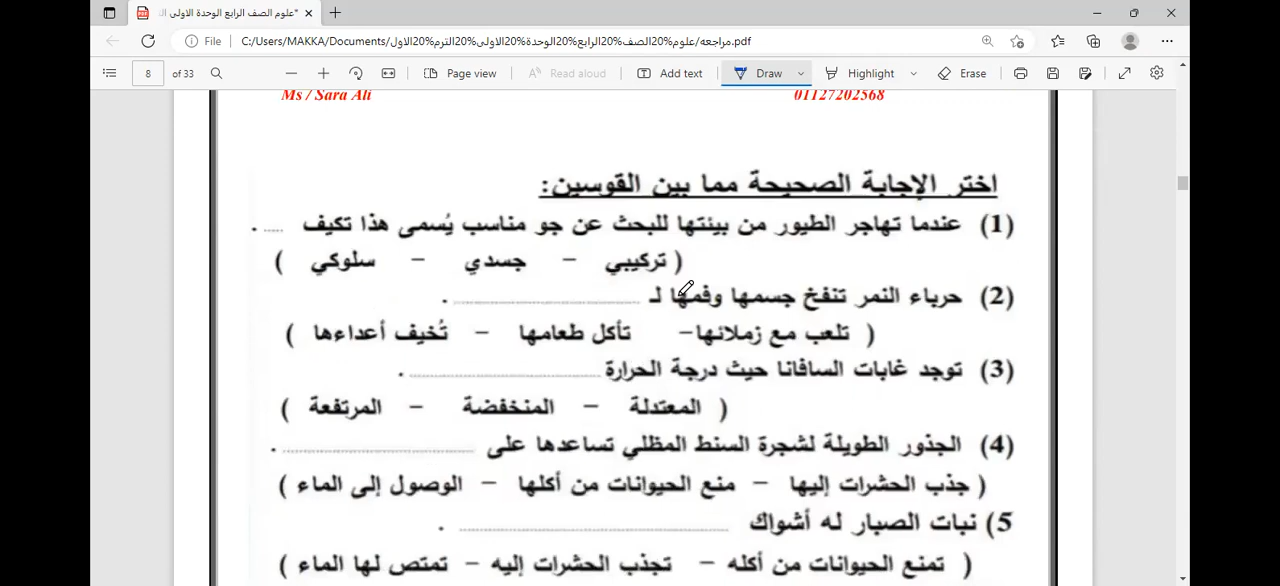 *علوم الصف الرابع الوحدة الاولى ال
File C:/Users/MAKKA/Documents/مراجعه/علوم%20الصف%20الرابع%20الوحدة%20الاولى%20الترم%20الاول.pdf
8 of 33 Page view Read aloud Add text Draw Highlight Erase
Ms / Sara Ali 01127202568
اختر الإجابة الصحيحة مما بين القوسين:
(1) عندما تهاجر الطيور من بيئتها للبحث عن جو مناسب يُسمى هذا تكيف ..... .
( تركيبي – جسدي – سلوكي )
(2) حرباء النمر تنفخ جسمها وفمها لـ .............................. .
( تلعب مع زملائها– تأكل طعامها – تُخيف أعداءها )
(3) توجد غابات السافانا حيث درجة الحرارة .............................. .
( المعتدلة – المنخفضة – المرتفعة )
(4) الجذور الطويلة لشجرة السنط المظلي تساعدها على .............................. .
( جذب الحشرات إليها – منع الحيوانات من أكلها – الوصول إلى الماء )
5) نبات الصبار له أشواك .............................. .
( تمنع الحيوانات من أكله – تجذب الحشرات إليه – تمتص لها الماء )